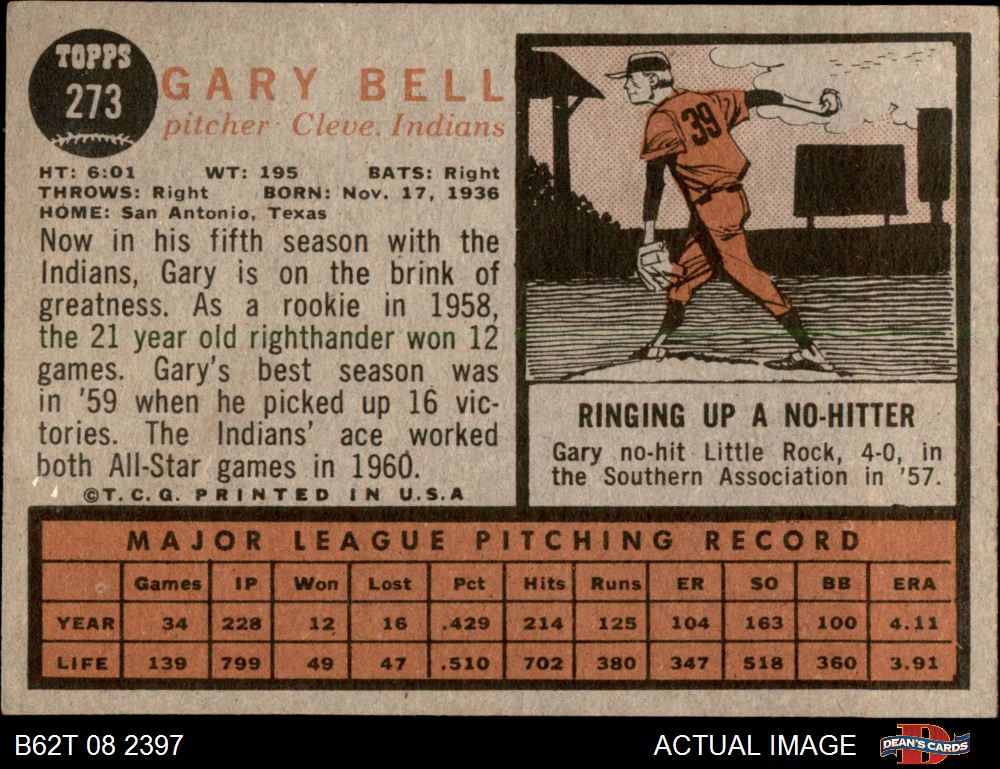 TOPPS
273
GARY BELL
pitcher Cleve. Indians
HT: 6:01 WT: 195 BATS: Right
THROWS: Right BORN: Nov. 17, 1936
HOME: San Antonio, Texas
Now in his fifth season with the
Indians, Gary is on the brink of
greatness. As a rookie in 1958,
the 21 year old righthander won 12
games. Gary's best season was
in '59 when he picked up 16 vic-
tories. The Indians' ace worked
both All-Star games in 1960.
©T.C.G. PRINTED IN U.S.A
39
RINGING UP A NO-HITTER
Gary no-hit Little Rock, 4-0, in
the Southern Association in '57.
MAJOR LEAGUE PITCHING RECORD
Games IP Won Lost Pct Hits Runs ER SO BB ERA
YEAR 34 228 12 16 .429 214 125 104 163 100 4.11
LIFE 139 799 49 47 .510 702 380 347 518 360 3.91
B62T 08 2397 ACTUAL IMAGE DEAN'S CARDS